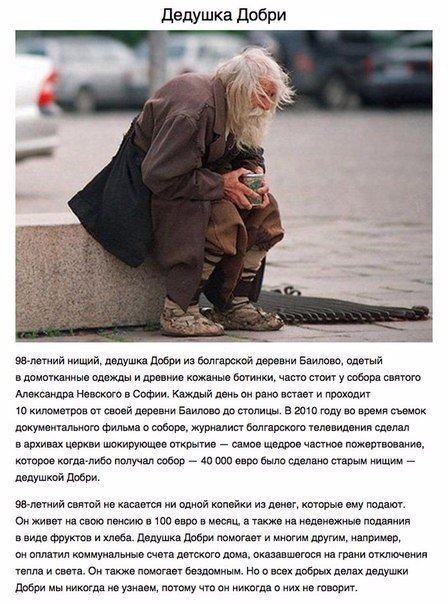 Дедушка Добри
98-летний нищий, дедушка Добри из болгарской деревни Баилово, одетый
в домотканные одежды и древние кожаные ботинки, часто стоит у собора святого
Александра Невского в Софии. Каждый день он рано встает и проходит
10 километров от своей деревни Баилово до столицы. В 2010 году во время съемок
документального фильма о соборе, журналист болгарского телевидения сделал
в архивах церкви шокирующее открытие — самое щедрое частное пожертвование,
которое когда-либо получал собор — 40 000 евро было сделано старым нищим —
дедушкой Добри.
98-летний святой не касается ни одной копейки из денег, которые ему подают.
Он живет на свою пенсию в 100 евро в месяц, а также на неденежные подаяния
в виде фруктов и хлеба. Дедушка Добри помогает и многим другим, например,
он оплатил коммунальные счета детского дома, оказавшегося на грани отключения
тепла и света. Он также помогает бездомным. Но о всех добрых делах дедушки
Добри мы никогда не узнаем, потому что он никогда о них не говорит.